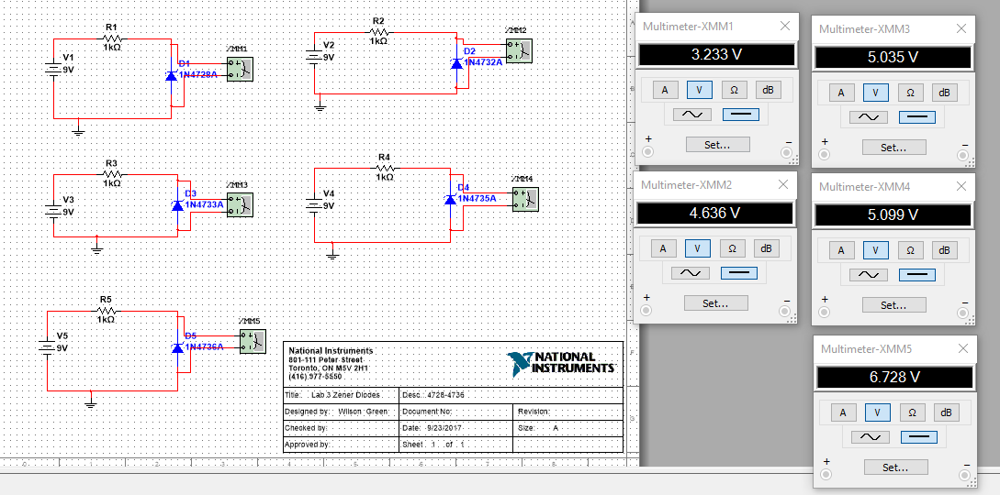 R1
1kΩ
V1
9V
D1
1N4728A
XMM1
R2
1kΩ
V2
9V
D2
1N4732A
XMM2
R3
1kΩ
V3
9V
D3
1N4733A
XMM3
R4
1kΩ
V4
9V
D4
1N4735A
XMM4
R5
1kΩ
V5
9V
D5
1N4736A
XMM5
National Instruments
801-111 Peter Street
Toronto, ON M5V 2H1
(416) 977-5550
NATIONAL
INSTRUMENTS
Title: Lab 3 Zener Diodes Desc.: 4728-4736
Designed by: Wilson Green Document No: Revision:
Checked by: Date: 9/23/2017 Size: A
Approved by: Sheet 1 of 1
Multimeter-XMM1
3.233 V
A V Ω dB
+ Set... −
Multimeter-XMM3
5.035 V
A V Ω dB
+ Set... −
Multimeter-XMM2
4.636 V
A V Ω dB
+ Set... −
Multimeter-XMM4
5.099 V
A V Ω dB
+ Set... −
Multimeter-XMM5
6.728 V
A V Ω dB
+ Set... −